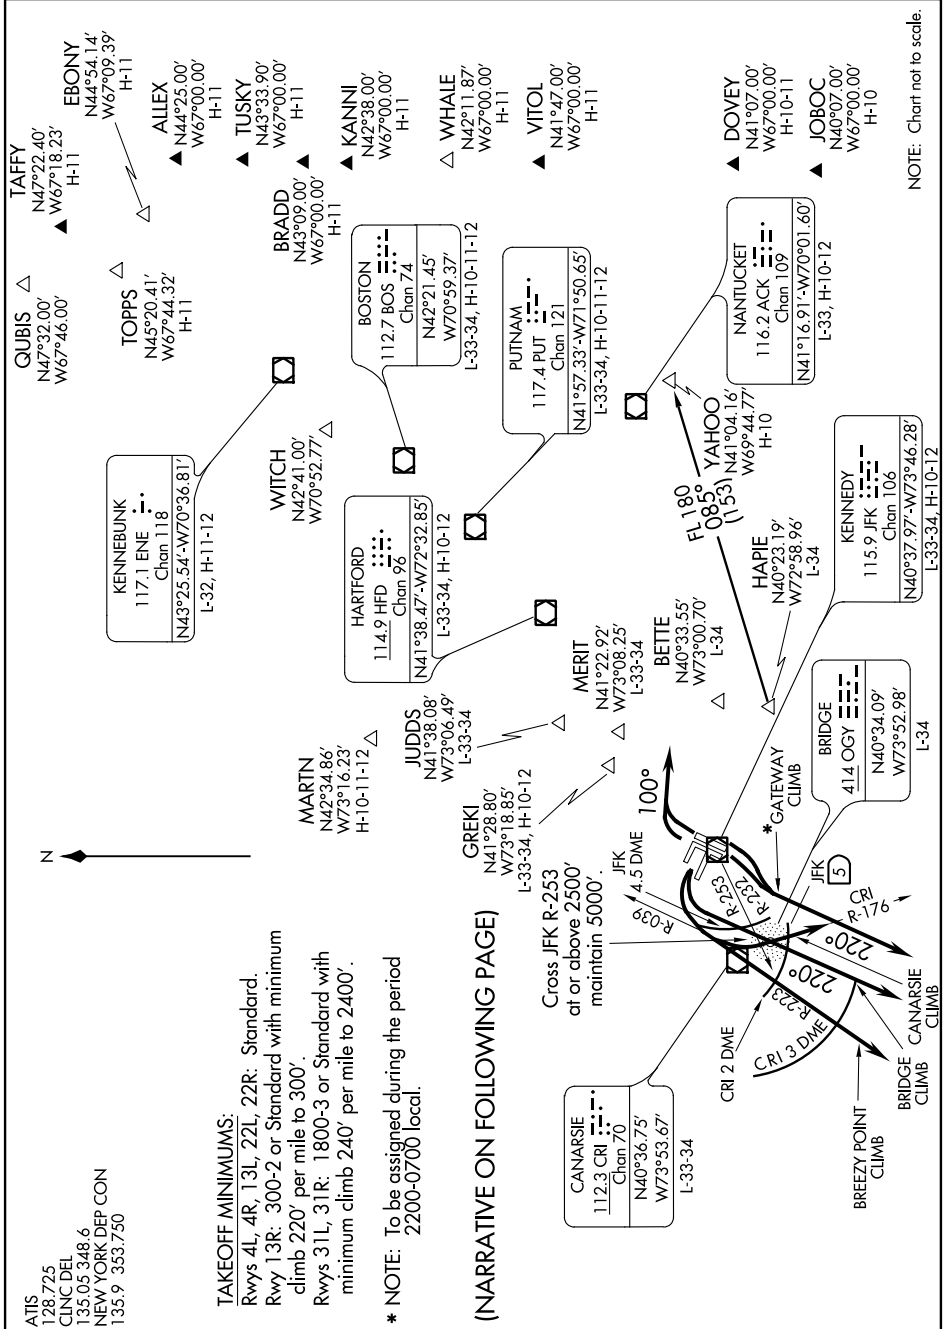 ATIS
128.725
CLNC DEL
135.05 348.6
NEW YORK DEP CON
135.9 353.750
TAKEOFF MINIMUMS:
Rwys 4L, 4R, 13L, 22L, 22R: Standard.
Rwy 13R: 300-2 or Standard with minimum
climb 220' per mile to 300'.
Rwys 31L, 31R: 1800-3 or Standard with
minimum climb 240' per mile to 2400'.
* NOTE: To be assigned during the period
2200-0700 local.
(NARRATIVE ON FOLLOWING PAGE)
N
QUBIS
N47°32.00'
W67°46.00'
TAFFY
N47°22.40'
W67°18.23'
H-11
EBONY
N44°54.14'
W67°09.39'
H-11
TOPPS
N45°20.41'
W67°44.32'
H-11
ALLEX
N44°25.00'
W67°00.00'
H-11
TUSKY
N43°33.90'
W67°00.00'
H-11
BRADD
N43°09.00'
W67°00.00'
H-11
KANNI
N42°38.00'
W67°00.00'
H-11
WHALE
N42°11.87'
W67°00.00'
H-11
VITOL
N41°47.00'
W67°00.00'
H-11
DOVEY
N41°07.00'
W67°00.00'
H-10-11
JOBOC
N40°07.00'
W67°00.00'
H-10
KENNEBUNK
117.1 ENE
Chan 118
N43°25.54'-W70°36.81'
L-32, H-11-12
WITCH
N42°41.00'
W70°52.77'
BOSTON
112.7 BOS
Chan 74
N42°21.45'
W70°59.37'
L-33-34, H-10-11-12
HARTFORD
114.9 HFD
Chan 96
N41°38.47'-W72°32.85'
L-33-34, H-10-12
PUTNAM
117.4 PUT
Chan 121
N41°57.33'-W71°50.65'
L-33-34, H-10-11-12
NANTUCKET
116.2 ACK
Chan 109
N41°16.91'-W70°01.60'
L-33, H-10-12
MARTN
N42°34.86'
W73°16.23'
H-10-11-12
JUDDS
N41°38.08'
W73°06.49'
L-33-34
GREKI
N41°28.80'
W73°18.85'
L-33-34, H-10-12
MERIT
N41°22.92'
W73°08.25'
L-33-34
BETTE
N40°33.55'
W73°00.70'
L-34
HAPIE
N40°23.19'
W72°58.96'
L-34
FL 180
085°
(153)
YAHOO
N41°04.16'
W69°44.77'
H-10
KENNEDY
115.9 JFK
Chan 106
N40°37.97'-W73°46.28'
L-33-34, H-10-12
BRIDGE
414 OGY
N40°34.09'
W73°52.98'
L-34
CANARSIE
112.3 CRI
Chan 70
N40°36.75'
W73°53.67'
L-33-34
Cross JFK R-253
at or above 2500'
maintain 5000'.
JFK
4.5 DME
R-039
R-253
R-232
100°
* GATEWAY
CLIMB
JFK
5
CRI
R-176
220°
220°
R-223
CRI 2 DME
CRI 3 DME
BREEZY POINT
CLIMB
BRIDGE
CLIMB
CANARSIE
CLIMB
NOTE: Chart not to scale.